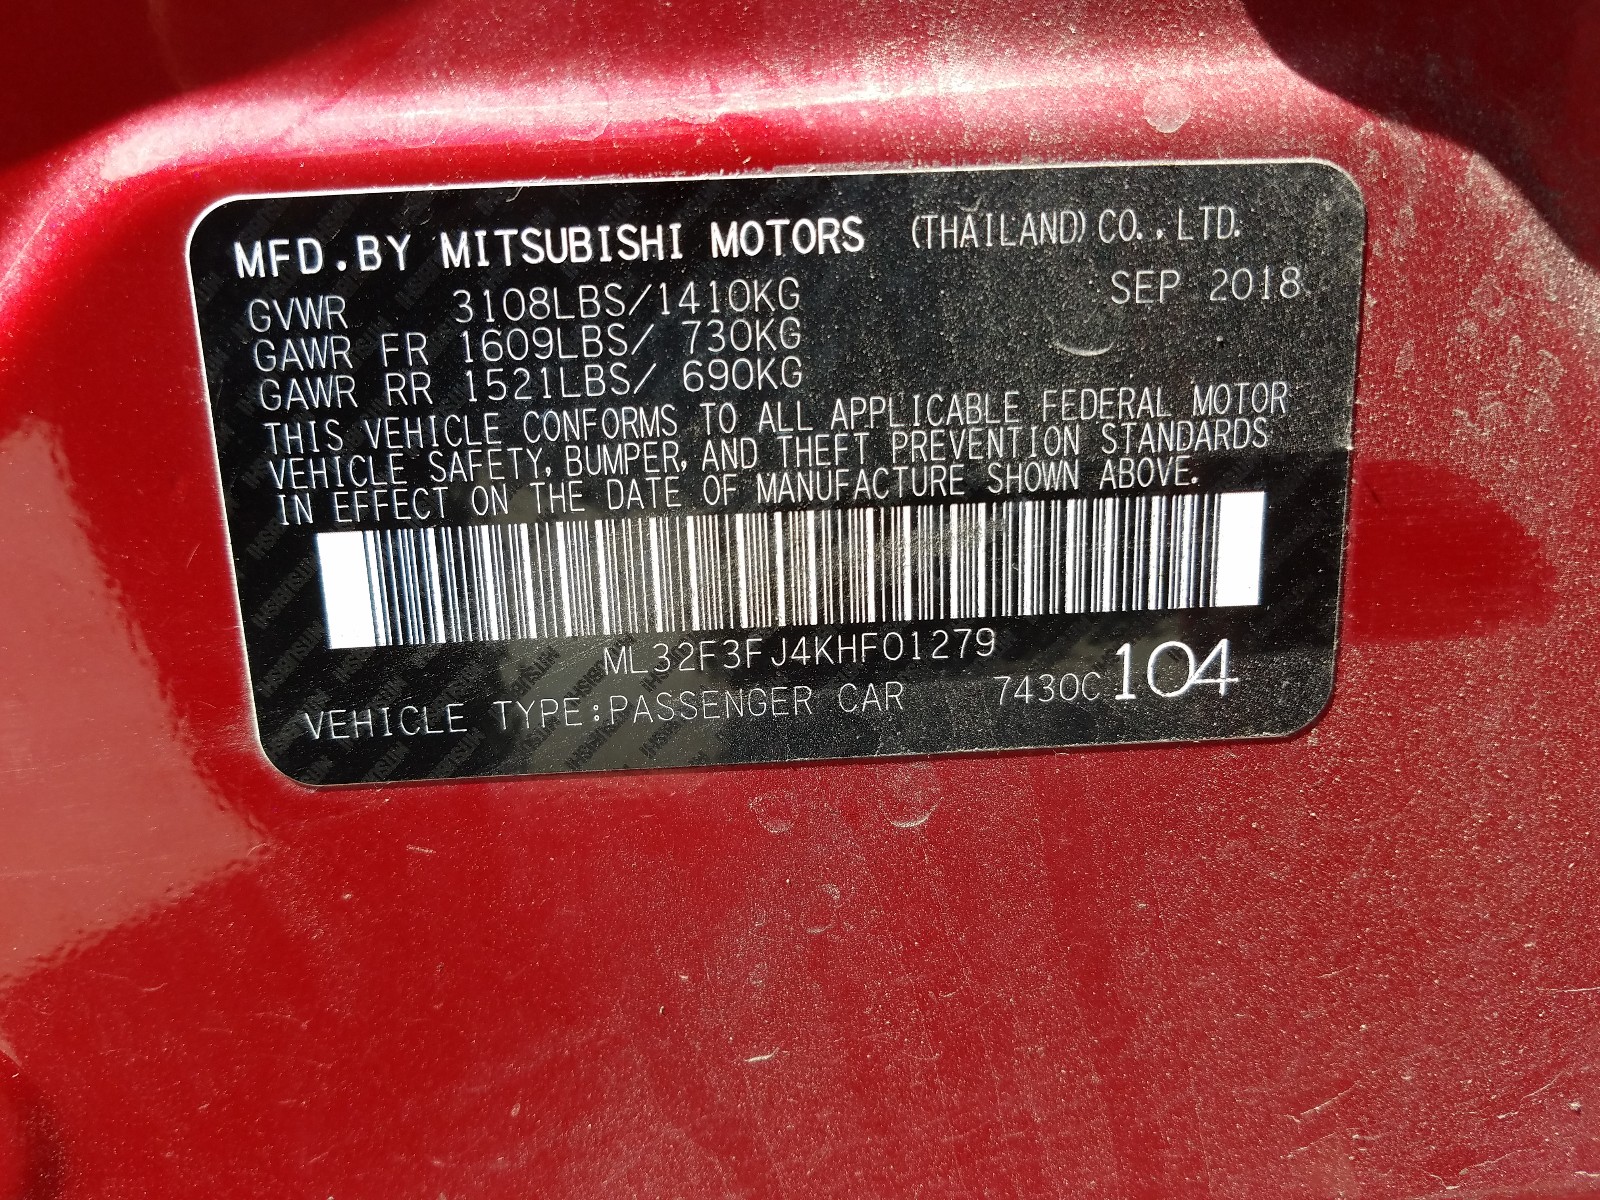 MFD.BY MITSUBISHI MOTORS (THAILAND) CO.,LTD.
GVWR 3108LBS/1410KG SEP 2018
GAWR FR 1609LBS/ 730KG
GAWR RR 1521LBS/ 690KG
THIS VEHICLE CONFORMS TO ALL APPLICABLE FEDERAL MOTOR
VEHICLE SAFETY, BUMPER, AND THEFT PREVENTION STANDARDS
IN EFFECT ON THE DATE OF MANUFACTURE SHOWN ABOVE.
ML32F3FJ4KHF01279
VEHICLE TYPE:PASSENGER CAR 7430C 104